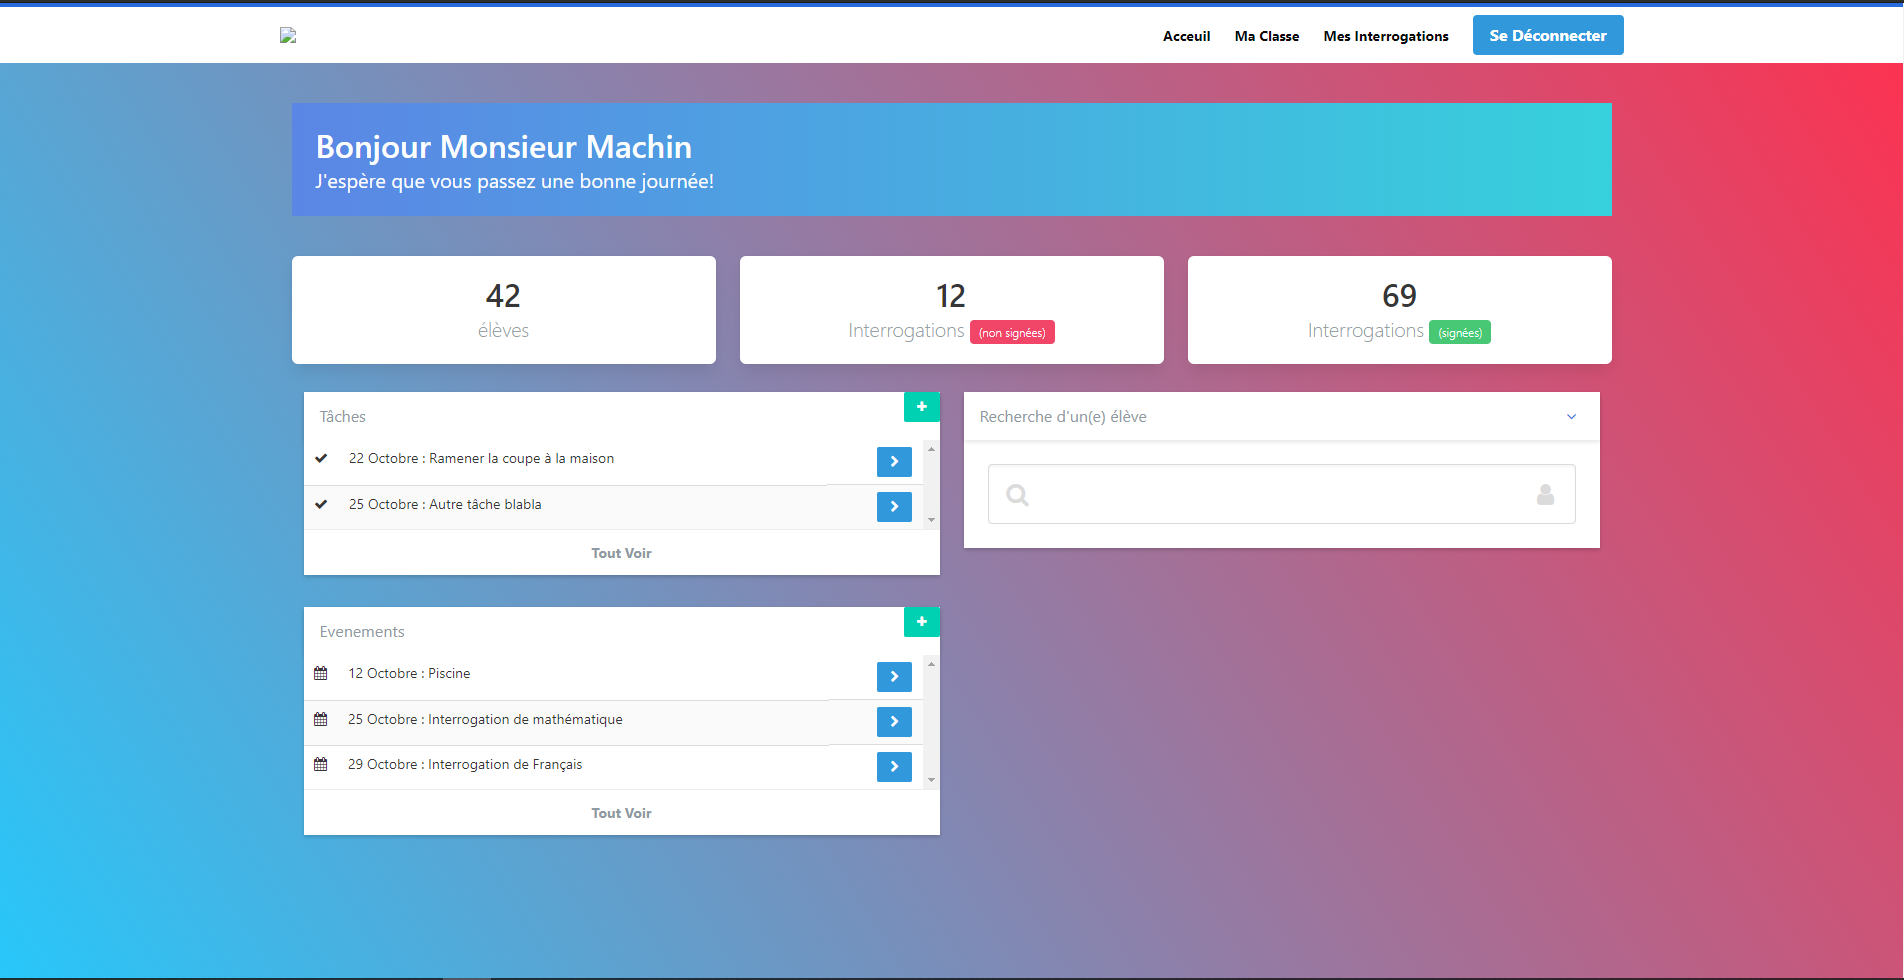 Acceuil Ma Classe Mes Interrogations Se Déconnecter
Bonjour Monsieur Machin
J'espère que vous passez une bonne journée!
42
élèves
12
Interrogations (non signées)
69
Interrogations (signées)
Tâches
22 Octobre : Ramener la coupe à la maison
25 Octobre : Autre tâche blabla
Tout Voir
Recherche d'un(e) élève
Evenements
12 Octobre : Piscine
25 Octobre : Interrogation de mathématique
29 Octobre : Interrogation de Français
Tout Voir